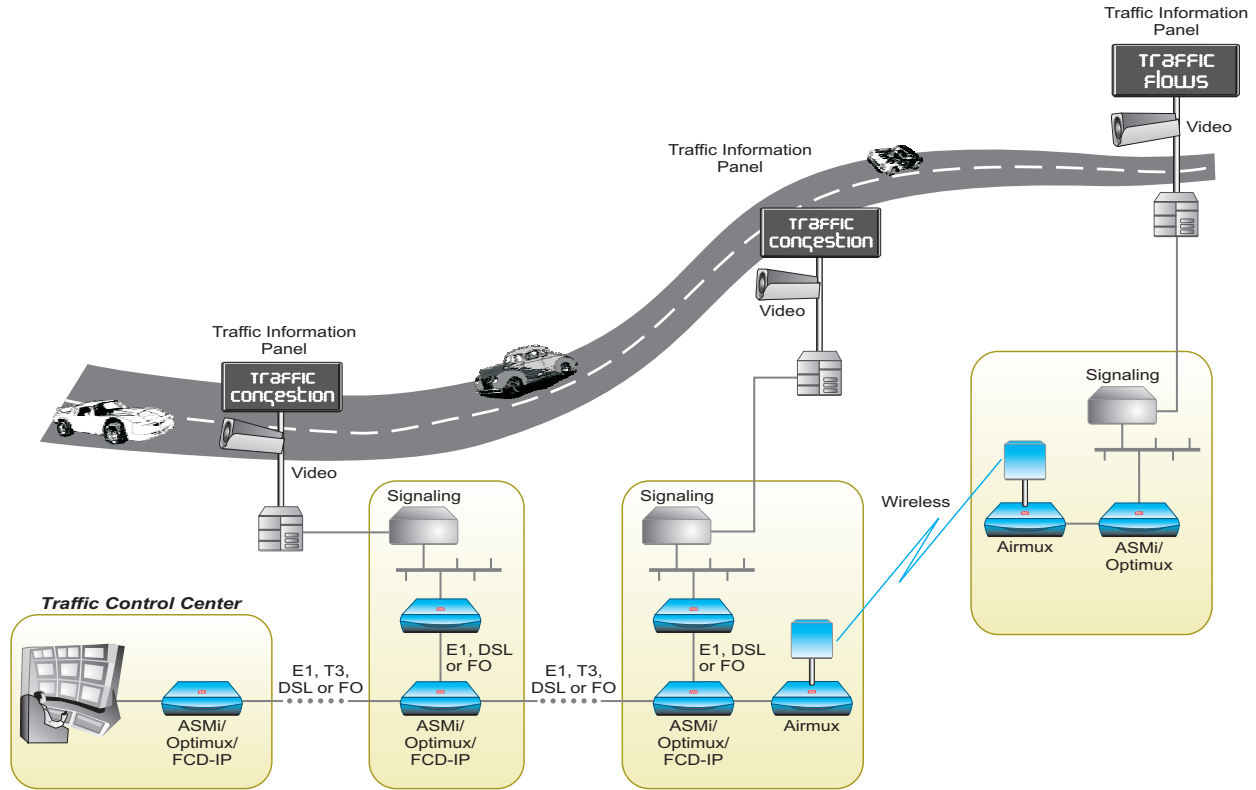 Traffic Information
Panel
TRAFFIC
FLOWS
Video
Traffic Information
Panel
TRAFFIC
CONGESTION
Video
Traffic Information
Panel
TRAFFIC
CONGESTION
Video
Signaling
Wireless
Airmux
ASMi/
Optimux
Signaling
Signaling
Traffic Control Center
E1, DSL
or FO
E1, DSL
or FO
E1, T3,
DSL or FO
E1, T3,
DSL or FO
ASMi/
Optimux/
FCD-IP
ASMi/
Optimux/
FCD-IP
ASMi/
Optimux/
FCD-IP
Airmux